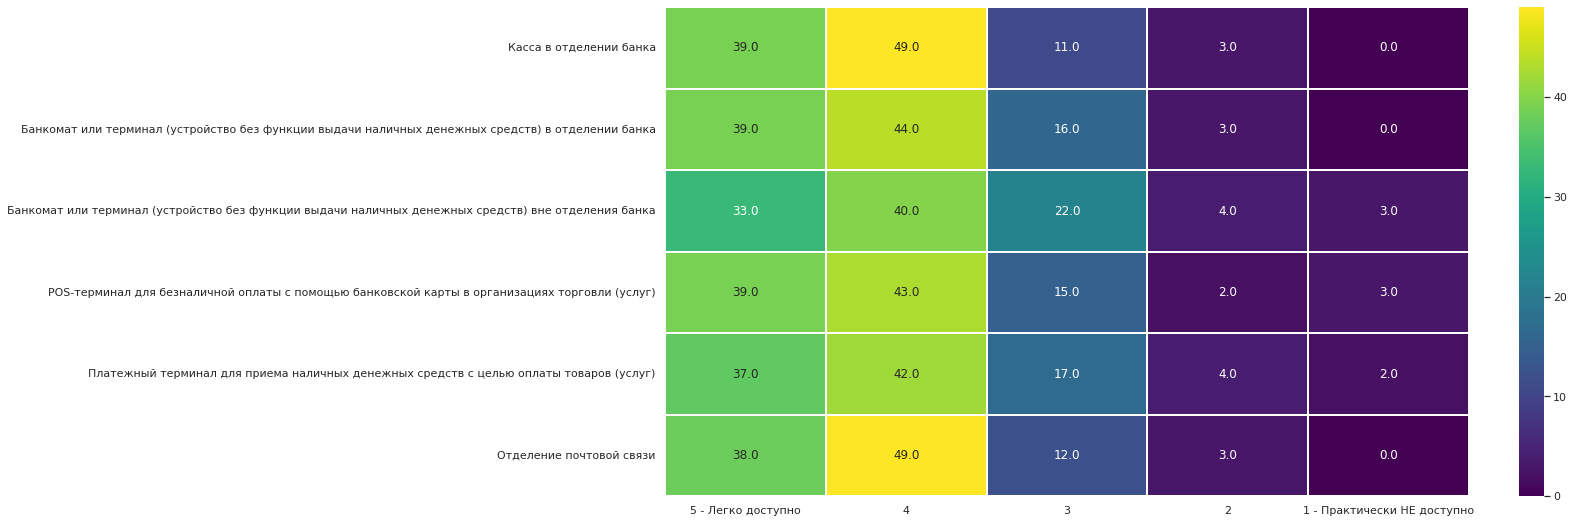 Касса в отделении банка 39.0 49.0 11.0 3.0 0.0
Банкомат или терминал (устройство без функции выдачи наличных денежных средств) в отделении банка 39.0 44.0 16.0 3.0 0.0
Банкомат или терминал (устройство без функции выдачи наличных денежных средств) вне отделения банка 33.0 40.0 22.0 4.0 3.0
POS-терминал для безналичной оплаты с помощью банковской карты в организациях торговли (услуг) 39.0 43.0 15.0 2.0 3.0
Платежный терминал для приема наличных денежных средств с целью оплаты товаров (услуг) 37.0 42.0 17.0 4.0 2.0
Отделение почтовой связи 38.0 49.0 12.0 3.0 0.0
5 - Легко доступно 4 3 2 1 - Практически НЕ доступно
40
30
20
10
0